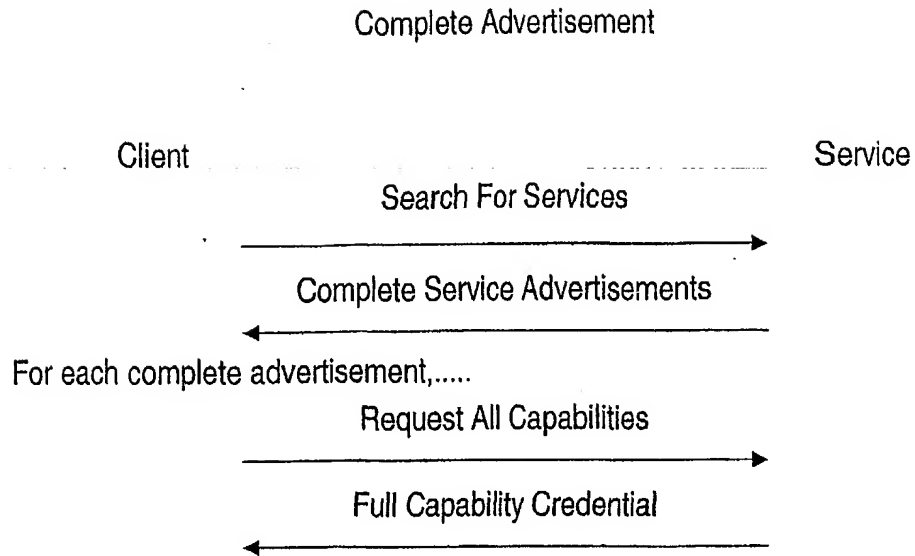 Complete Advertisement
Client Service
Search For Services
Complete Service Advertisements
For each complete advertisement,.....
Request All Capabilities
Full Capability Credential